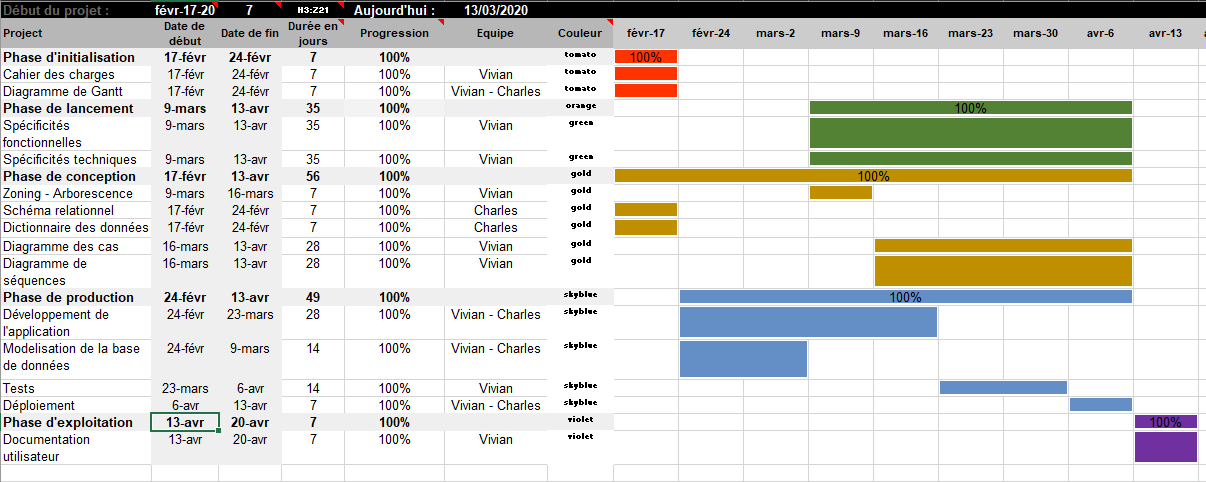 Début du projet : févr-17-20 7 H3:Z21 Aujourd'hui : 13/03/2020
Project Date de début Date de fin Durée en jours Progression Equipe Couleur févr-17 févr-24 mars-2 mars-9 mars-16 mars-23 mars-30 avr-6 avr-13
Phase d'initialisation 17-févr 24-févr 7 100% tomato 100%
Cahier des charges 17-févr 24-févr 7 100% Vivian tomato
Diagramme de Gantt 17-févr 24-févr 7 100% Vivian - Charles tomato
Phase de lancement 9-mars 13-avr 35 100% orange 100%
Spécificités fonctionnelles 9-mars 13-avr 35 100% Vivian green
Spécificités techniques 9-mars 13-avr 35 100% Vivian green
Phase de conception 17-févr 13-avr 56 100% gold 100%
Zoning - Arborescence 9-mars 16-mars 7 100% Vivian gold
Schéma relationnel 17-févr 24-févr 7 100% Charles gold
Dictionnaire des données 17-févr 24-févr 7 100% Charles gold
Diagramme des cas 16-mars 13-avr 28 100% Vivian gold
Diagramme de séquences 16-mars 13-avr 28 100% Vivian gold
Phase de production 24-févr 13-avr 49 100% skyblue 100%
Développement de l'application 24-févr 23-mars 28 100% Vivian - Charles skyblue
Modelisation de la base de données 24-févr 9-mars 14 100% Vivian - Charles skyblue
Tests 23-mars 6-avr 14 100% Vivian skyblue
Déploiement 6-avr 13-avr 7 100% Vivian - Charles skyblue
Phase d'exploitation 13-avr 20-avr 7 100% violet 100%
Documentation utilisateur 13-avr 20-avr 7 100% Vivian violet